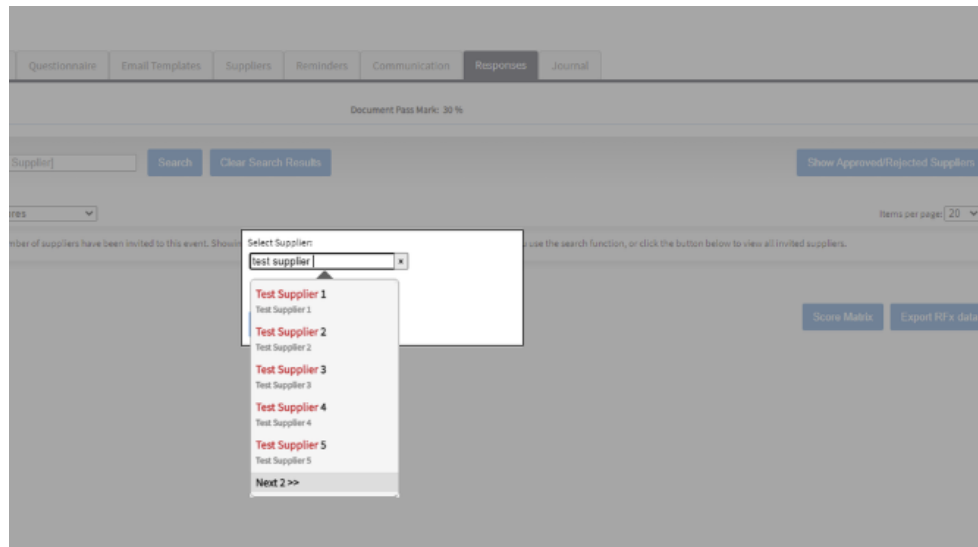 Questionnaire Email Templates Suppliers Reminders Communication Responses Journal
Document Pass Mark: 30 %
Supplier] Search Clear Search Results Show Approved/Rejected Suppliers
Items per page: 20
of suppliers have been invited to this event. use the search function, or click the button below to view all invited suppliers.
Select Supplier:
test supplier ×
Test Supplier 1
Test Supplier 1
Test Supplier 2
Test Supplier 2
Test Supplier 3
Test Supplier 3
Test Supplier 4
Test Supplier 4
Test Supplier 5
Test Supplier 5
Next 2 >>
Score Matrix Export RFx data